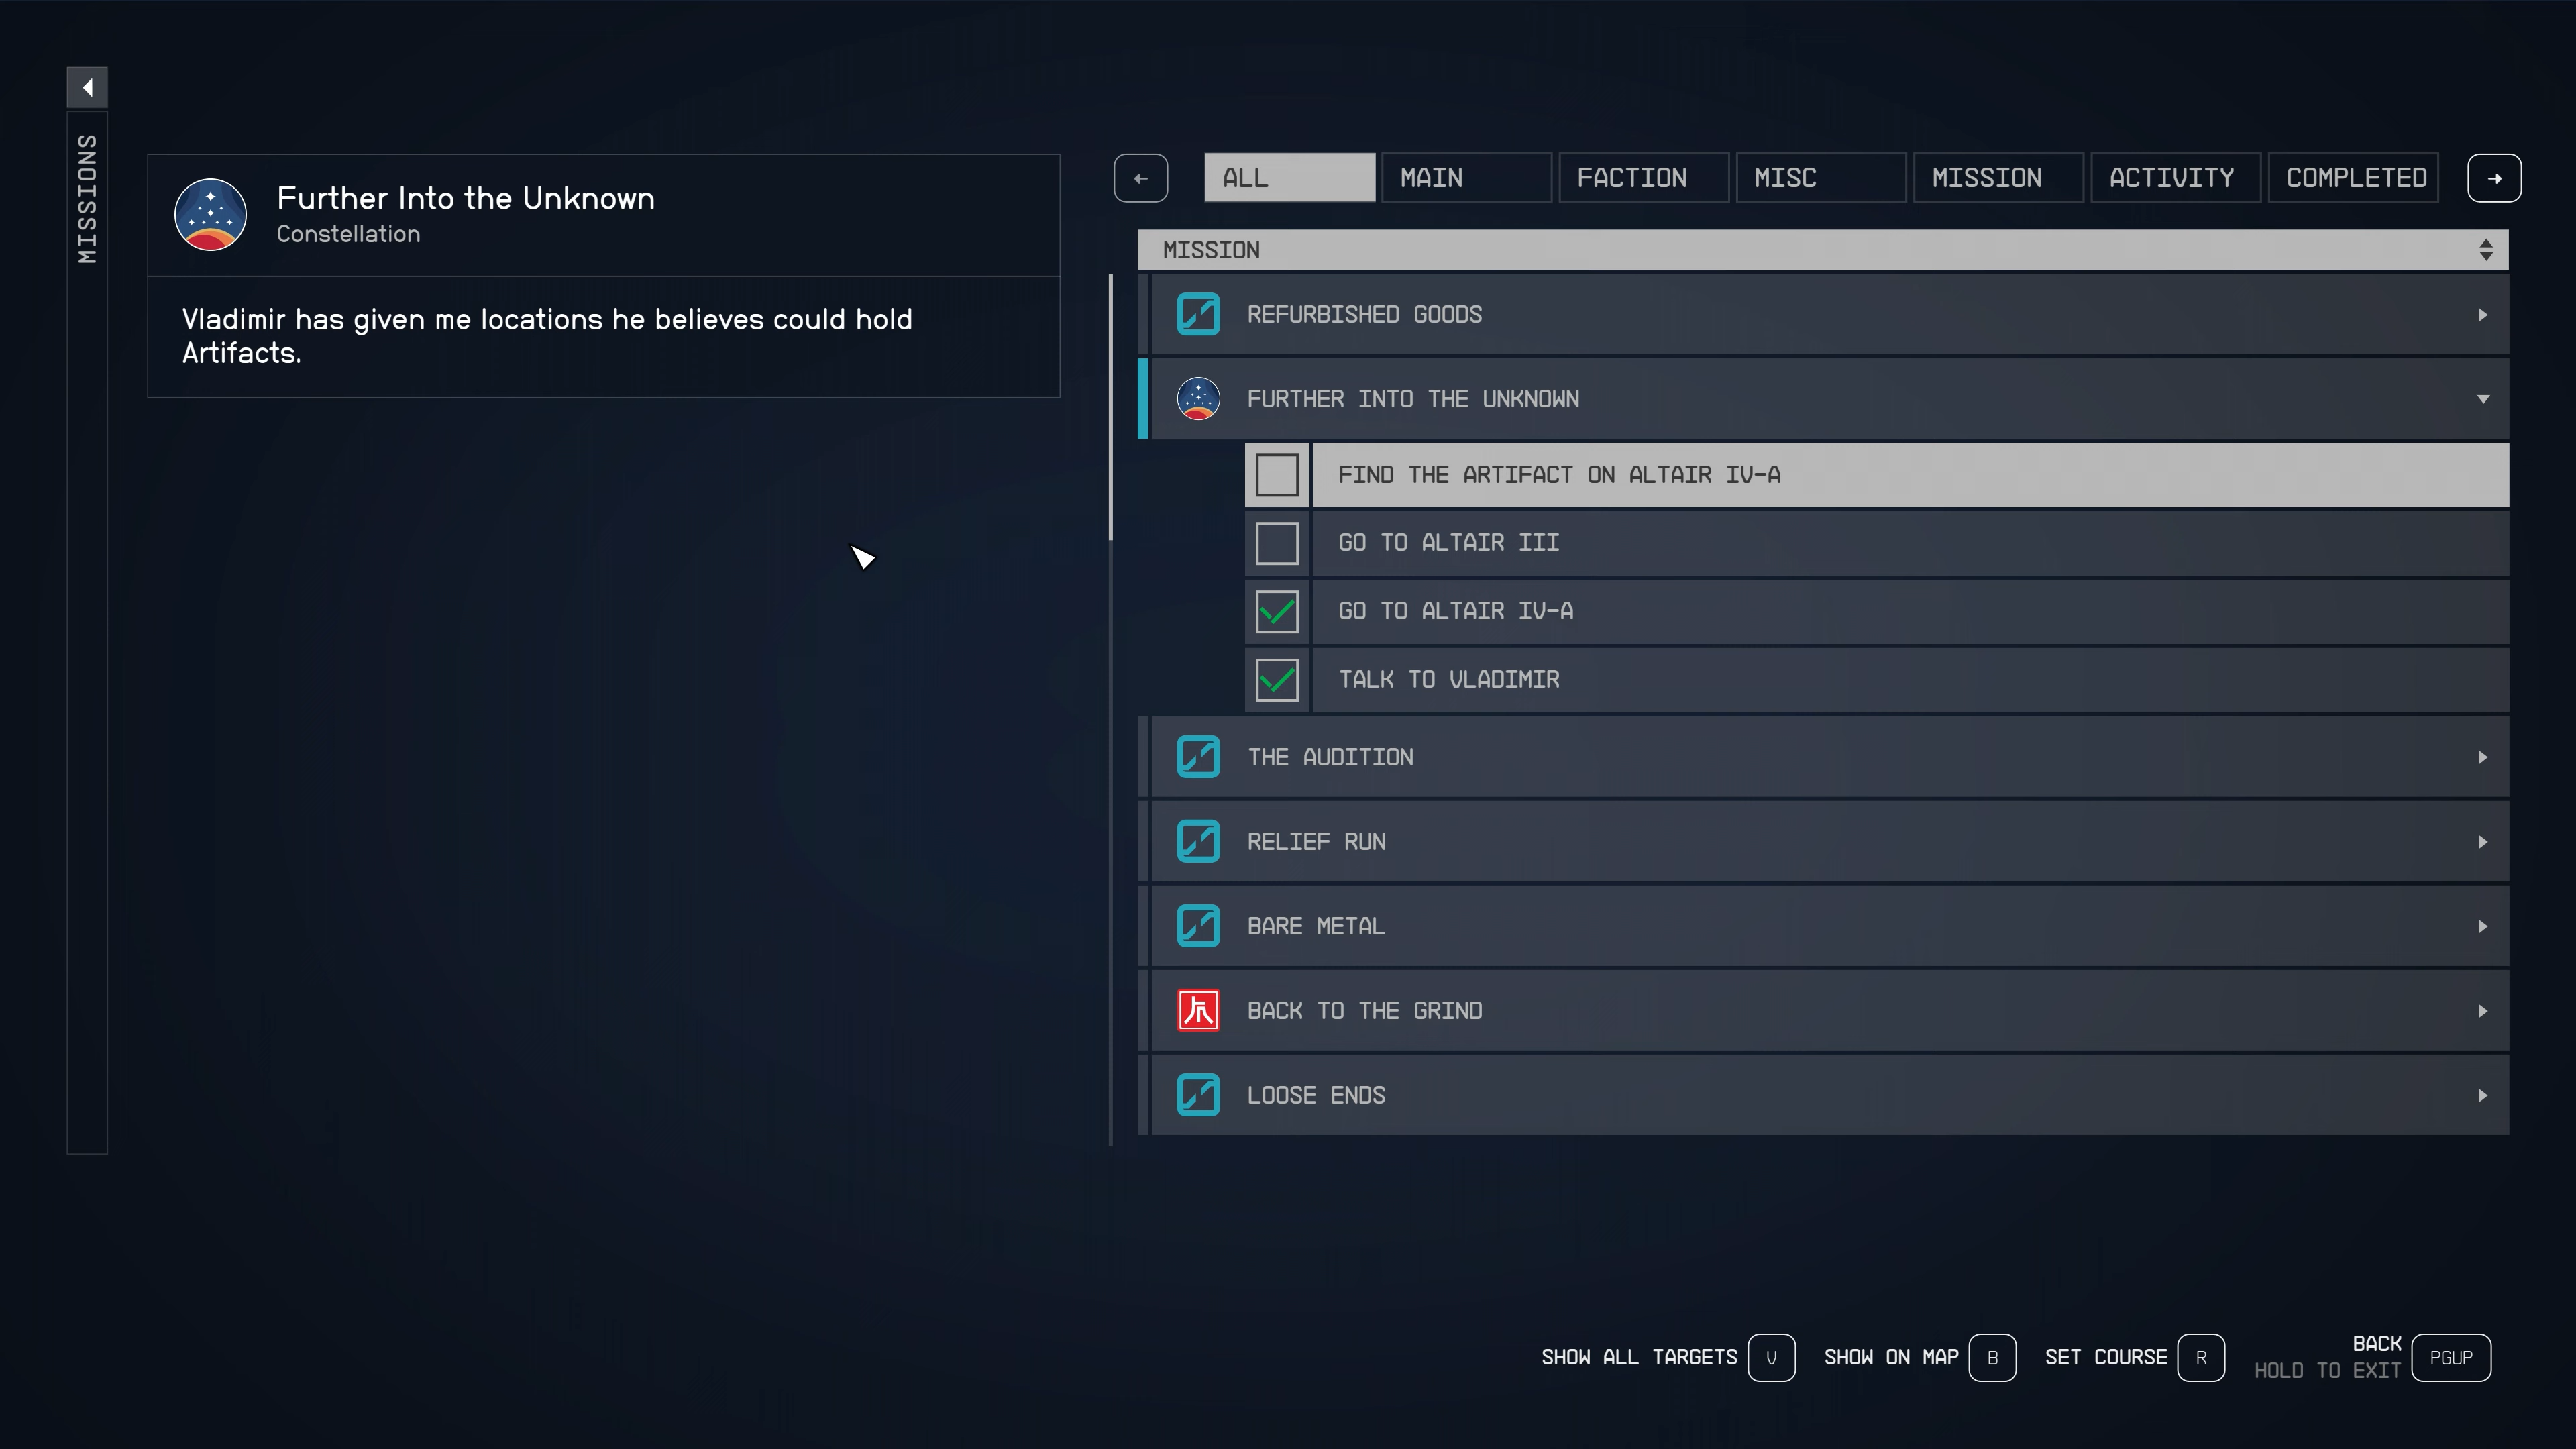 MISSIONS
Further Into the Unknown
Constellation
Vladimir has given me locations he believes could hold
Artifacts.
ALL
MAIN
FACTION
MISC
MISSION
ACTIVITY
COMPLETED
MISSION
REFURBISHED GOODS
FURTHER INTO THE UNKNOWN
FIND THE ARTIFACT ON ALTAIR IV-A
GO TO ALTAIR III
GO TO ALTAIR IV-A
TALK TO VLADIMIR
THE AUDITION
RELIEF RUN
BARE METAL
BACK TO THE GRIND
LOOSE ENDS
SHOW ALL TARGETS V
SHOW ON MAP B
SET COURSE R
BACK
HOLD TO EXIT
PGUP